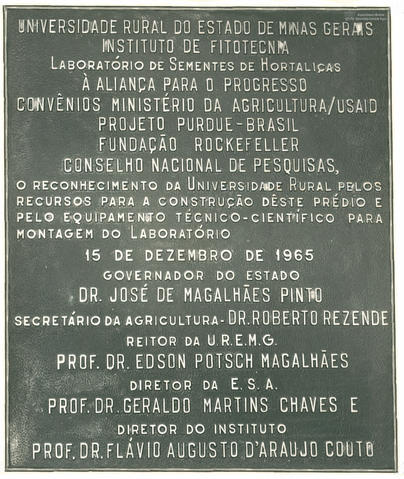 UNIVERSIDADE RURAL DO ESTADO DE MINAS GERAIS
INSTITUTO DE FITOTECNIA
LABORATÓRIO DE SEMENTES DE HORTALIÇAS
À ALIANÇA PARA O PROGRESSO
CONVÊNIOS MINISTÉRIO DA AGRICULTURA/USAID
PROJETO PURDUE-BRASIL
FUNDAÇÃO ROCKEFELLER
CONSELHO NACIONAL DE PESQUISAS,
O RECONHECIMENTO DA UNIVERSIDADE RURAL PELOS
RECURSOS PARA A CONSTRUÇÃO DÊSTE PRÉDIO E
PELO EQUIPAMENTO TÉCNICO-CIENTÍFICO PARA
MONTAGEM DO LABORATÓRIO
15 DE DEZEMBRO DE 1965
GOVERNADOR DO ESTADO
DR. JOSÉ DE MAGALHÃES PINTO
SECRETÁRIO DA AGRICULTURA- DR. ROBERTO REZENDE
REITOR DA U.R.E.M.G.
PROF. DR. EDSON POTSCH MAGALHÃES
DIRETOR DA E.S.A.
PROF. DR. GERALDO MARTINS CHAVES E
DIRETOR DO INSTITUTO
PROF. DR. FLÁVIO AUGUSTO D'ARAUJO COUTO